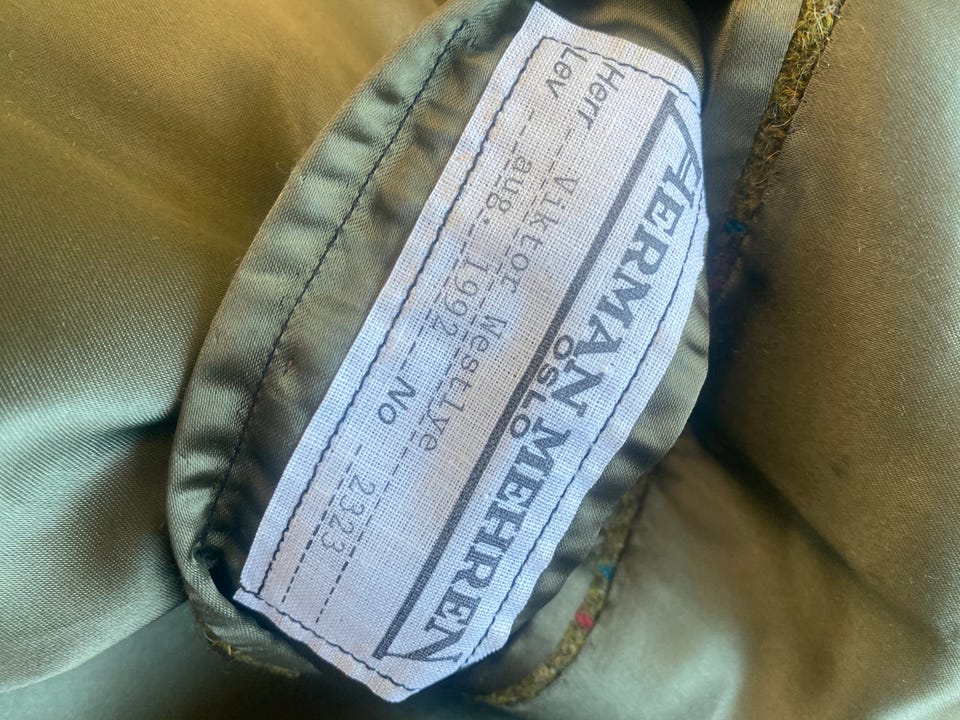 HERMAN MEHREN
OSLO
Herr Viktor Westlye
Lev aug. 1992 No 2323